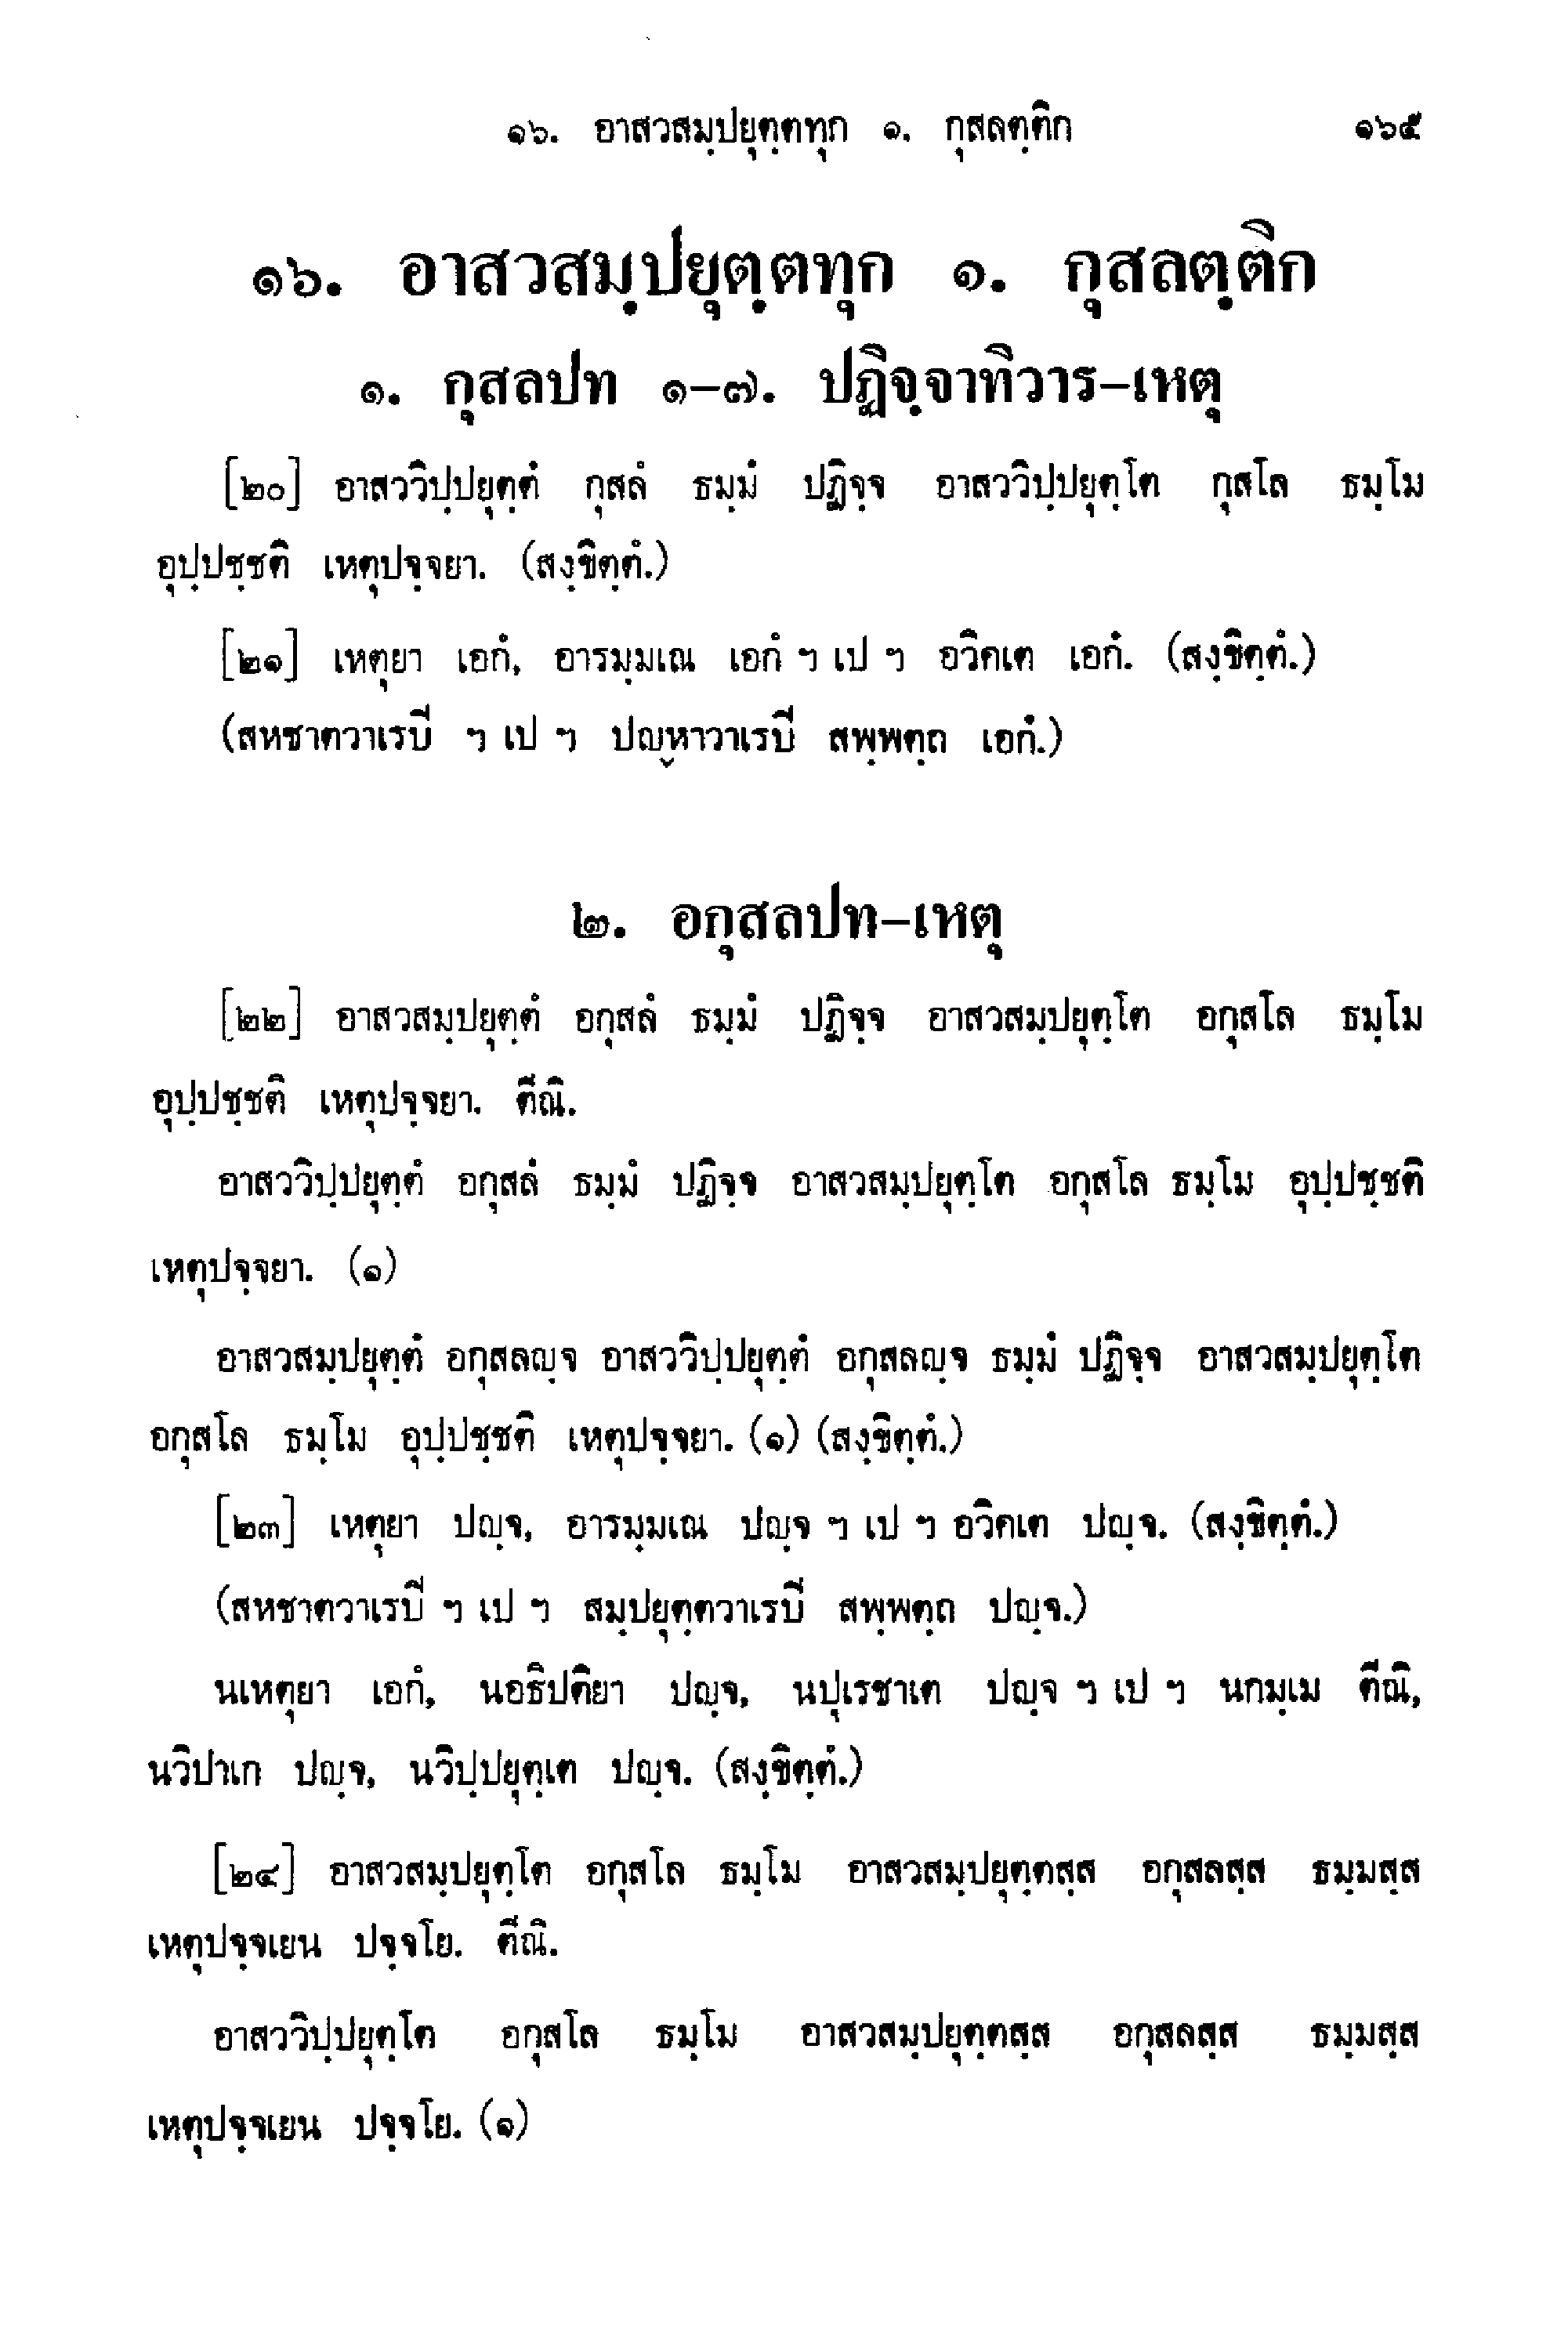 ๑๖. อาสวสมฺปยุตฺตทุก ๑. กุสลตฺติก ๑๖๕
๑๖. อาสวสมฺปยุตฺตทุก ๑. กุสลตฺติก
๑. กุสลปท ๑-๗. ปฏิจฺจาทิวาร-เหตุ
[๒๐] อาสววิปฺปยุตฺตํ กุสลํ ธมฺมํ ปฏิจฺจ อาสววิปฺปยุตฺโต กุสโล ธมฺโม
อุปฺปชฺชติ เหตุปจฺจยา. (สงฺขิตฺตํ.)
[๒๑] เหตุยา เอกํ, อารมฺมเณ เอกํ ฯ เป ฯ อวิคเต เอกํ. (สงฺขิตฺตํ.)
(สหชาตวาเรปิ ฯ เป ฯ ปญฺหาวาเรปิ สพฺพตฺถ เอกํ.)
๒. อกุสลปท-เหตุ
[๒๒] อาสวสมฺปยุตฺตํ อกุสลํ ธมฺมํ ปฏิจฺจ อาสวสมฺปยุตฺโต อกุสโล ธมฺโม
อุปฺปชฺชติ เหตุปจฺจยา. ตีณิ.
อาสววิปฺปยุตฺตํ อกุสลํ ธมฺมํ ปฏิจฺจ อาสวสมฺปยุตฺโต อกุสโล ธมฺโม อุปฺปชฺชติ
เหตุปจฺจยา. (๑)
อาสวสมฺปยุตฺตํ อกุสลญฺจ อาสววิปฺปยุตฺตํ อกุสลญฺจ ธมฺมํ ปฏิจฺจ อาสวสมฺปยุตฺโต
อกุสโล ธมฺโม อุปฺปชฺชติ เหตุปจฺจยา. (๑) (สงฺขิตฺตํ.)
[๒๓] เหตุยา ปญฺจ, อารมฺมเณ ปญฺจ ฯ เป ฯ อวิคเต ปญฺจ. (สงฺขิตฺตํ.)
(สหชาตวาเรปิ ฯ เป ฯ สมฺปยุตฺตวาเรปิ สพฺพตฺถ ปญฺจ.)
นเหตุยา เอกํ, นอธิปติยา ปญฺจ, นปุเรชาเต ปญฺจ ฯ เป ฯ นกมฺเม ตีณิ,
นวิปาเก ปญฺจ, นวิปฺปยุตฺเต ปญฺจ. (สงฺขิตฺตํ.)
[๒๔] อาสวสมฺปยุตฺโต อกุสโล ธมฺโม อาสวสมฺปยุตฺตสฺส อกุสลสฺส ธมฺมสฺส
เหตุปจฺจเยน ปจฺจโย. ตีณิ.
อาสววิปฺปยุตฺโต อกุสโล ธมฺโม อาสวสมฺปยุตฺตสฺส อกุสลสฺส ธมฺมสฺส
เหตุปจฺจเยน ปจฺจโย. (๑)